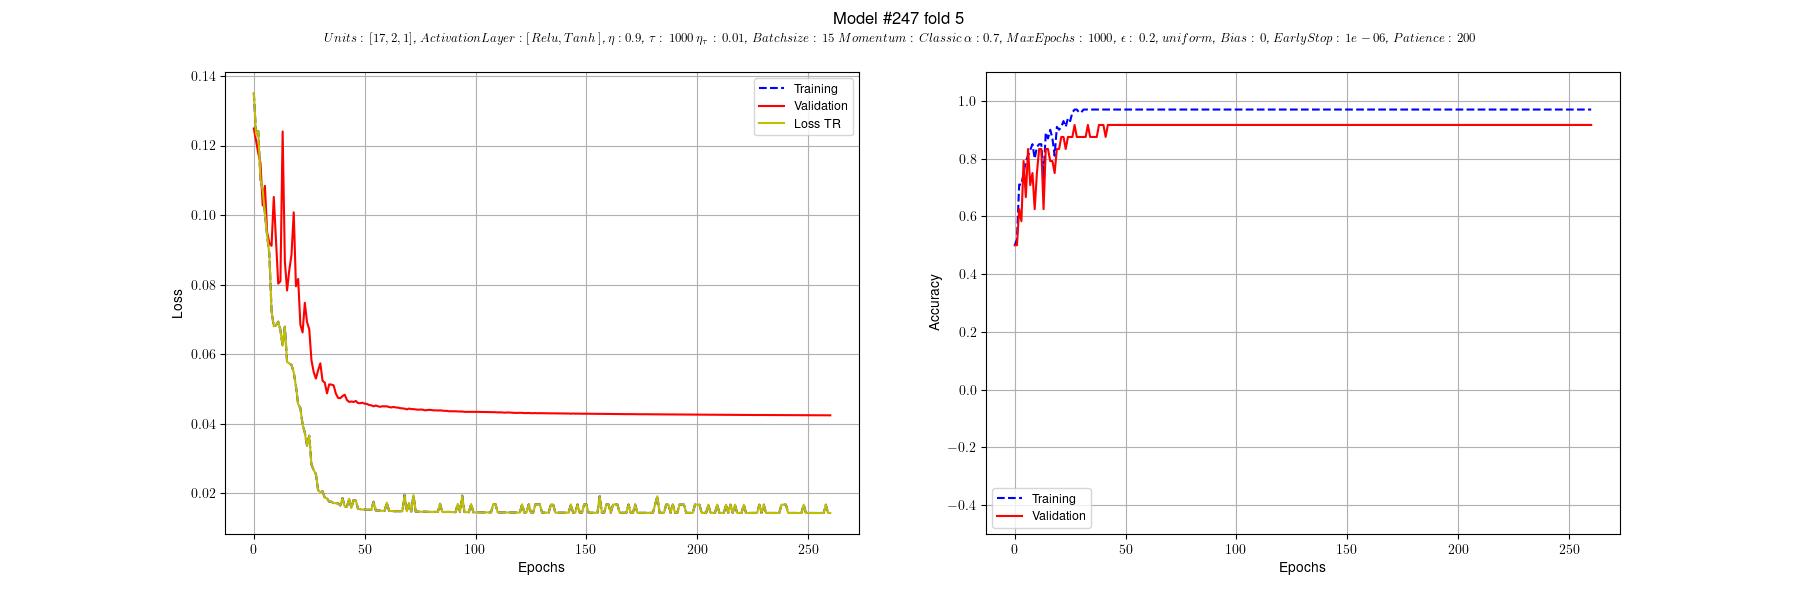 Model #247 fold 5
Units : [17, 2, 1], ActivationLayer : [Relu, Tanh], η : 0.9, τ : 1000 η_τ : 0.01, Batchsize : 15 Momentum : Classic α : 0.7, MaxEpochs : 1000, ϵ : 0.2, uniform, Bias : 0, EarlyStop : 1e − 06, Patience : 200
0.14
0.12
0.10
0.08
0.06
0.04
0.02
Loss
Training
Validation
Loss TR
0 50 100 150 200 250
Epochs
1.0
0.8
0.6
0.4
0.2
0.0
−0.2
−0.4
Accuracy
Training
Validation
0 50 100 150 200 250
Epochs